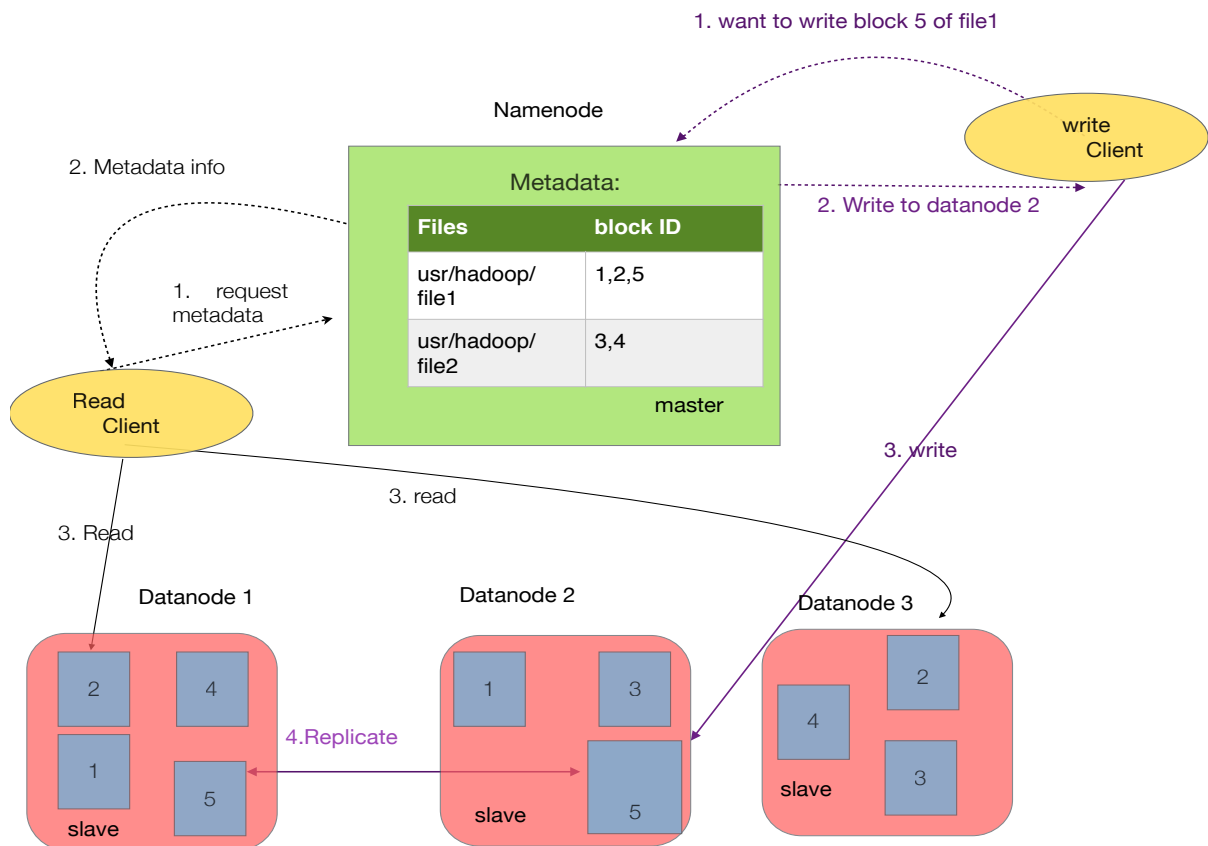 1. want to write block 5 of file1
Namenode
write
Client
2. Metadata info
Metadata:
2. Write to datanode 2
Files block ID
usr/hadoop/
file1
1,2,5
1. request
metadata
usr/hadoop/
file2
3,4
Read
Client
master
3. write
3. read
3. Read
Datanode 1
Datanode 2
Datanode 3
2
4
1
3
2
4
4.Replicate
1
5
3
slave
5
slave
slave